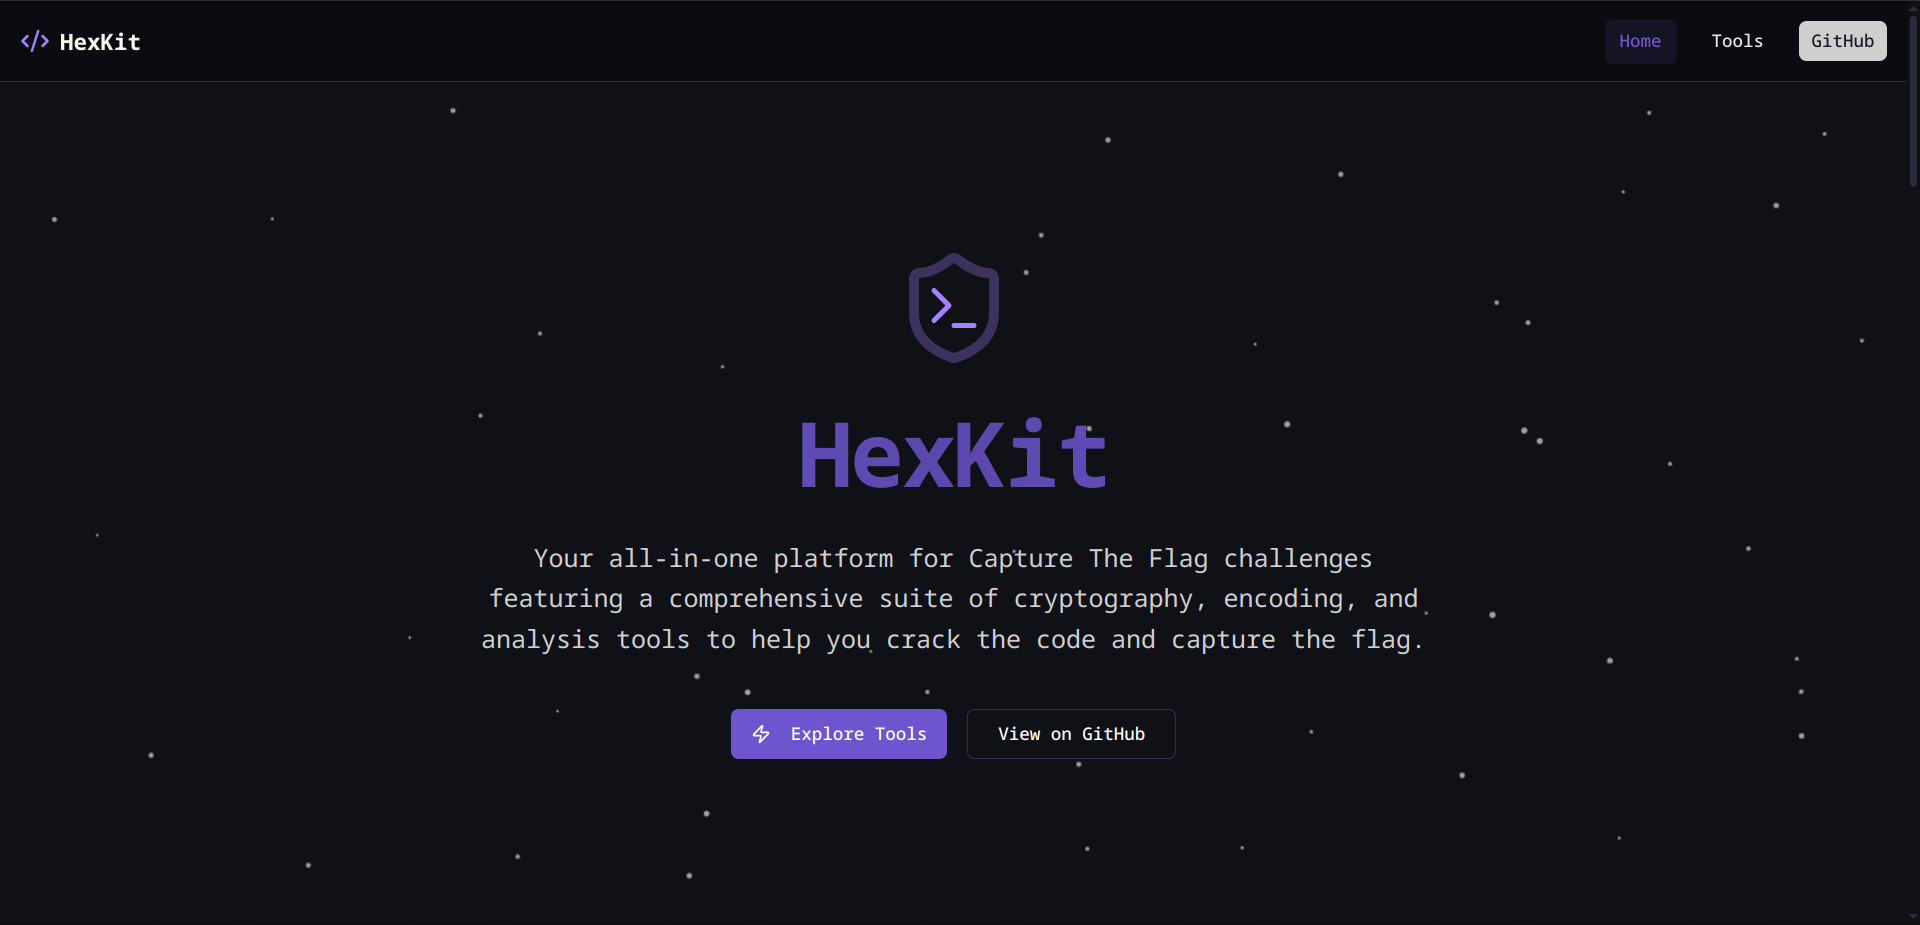 HexKit
Home
Tools
GitHub
HexKit
Your all-in-one platform for Capture The Flag challenges
featuring a comprehensive suite of cryptography, encoding, and
analysis tools to help you crack the code and capture the flag.
Explore Tools
View on GitHub